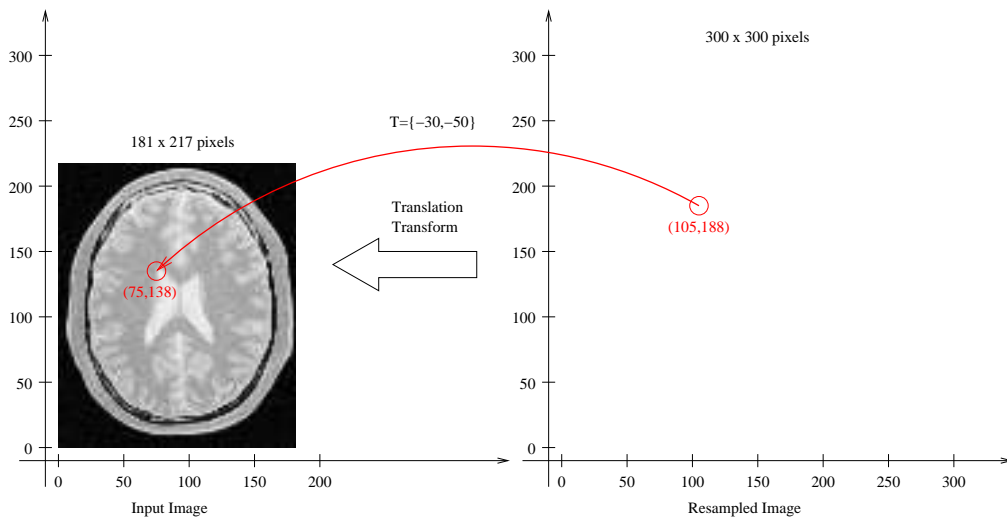 300 x 300 pixels
300
300
250
250
T={−30,−50}
181 x 217 pixels
200
200
Translation
Transform
(105,188)
150
150
(75,138)
100
100
50
50
0
0
0 50 100 150 200
0 50 100 150 200 250 300
Input Image
Resampled Image